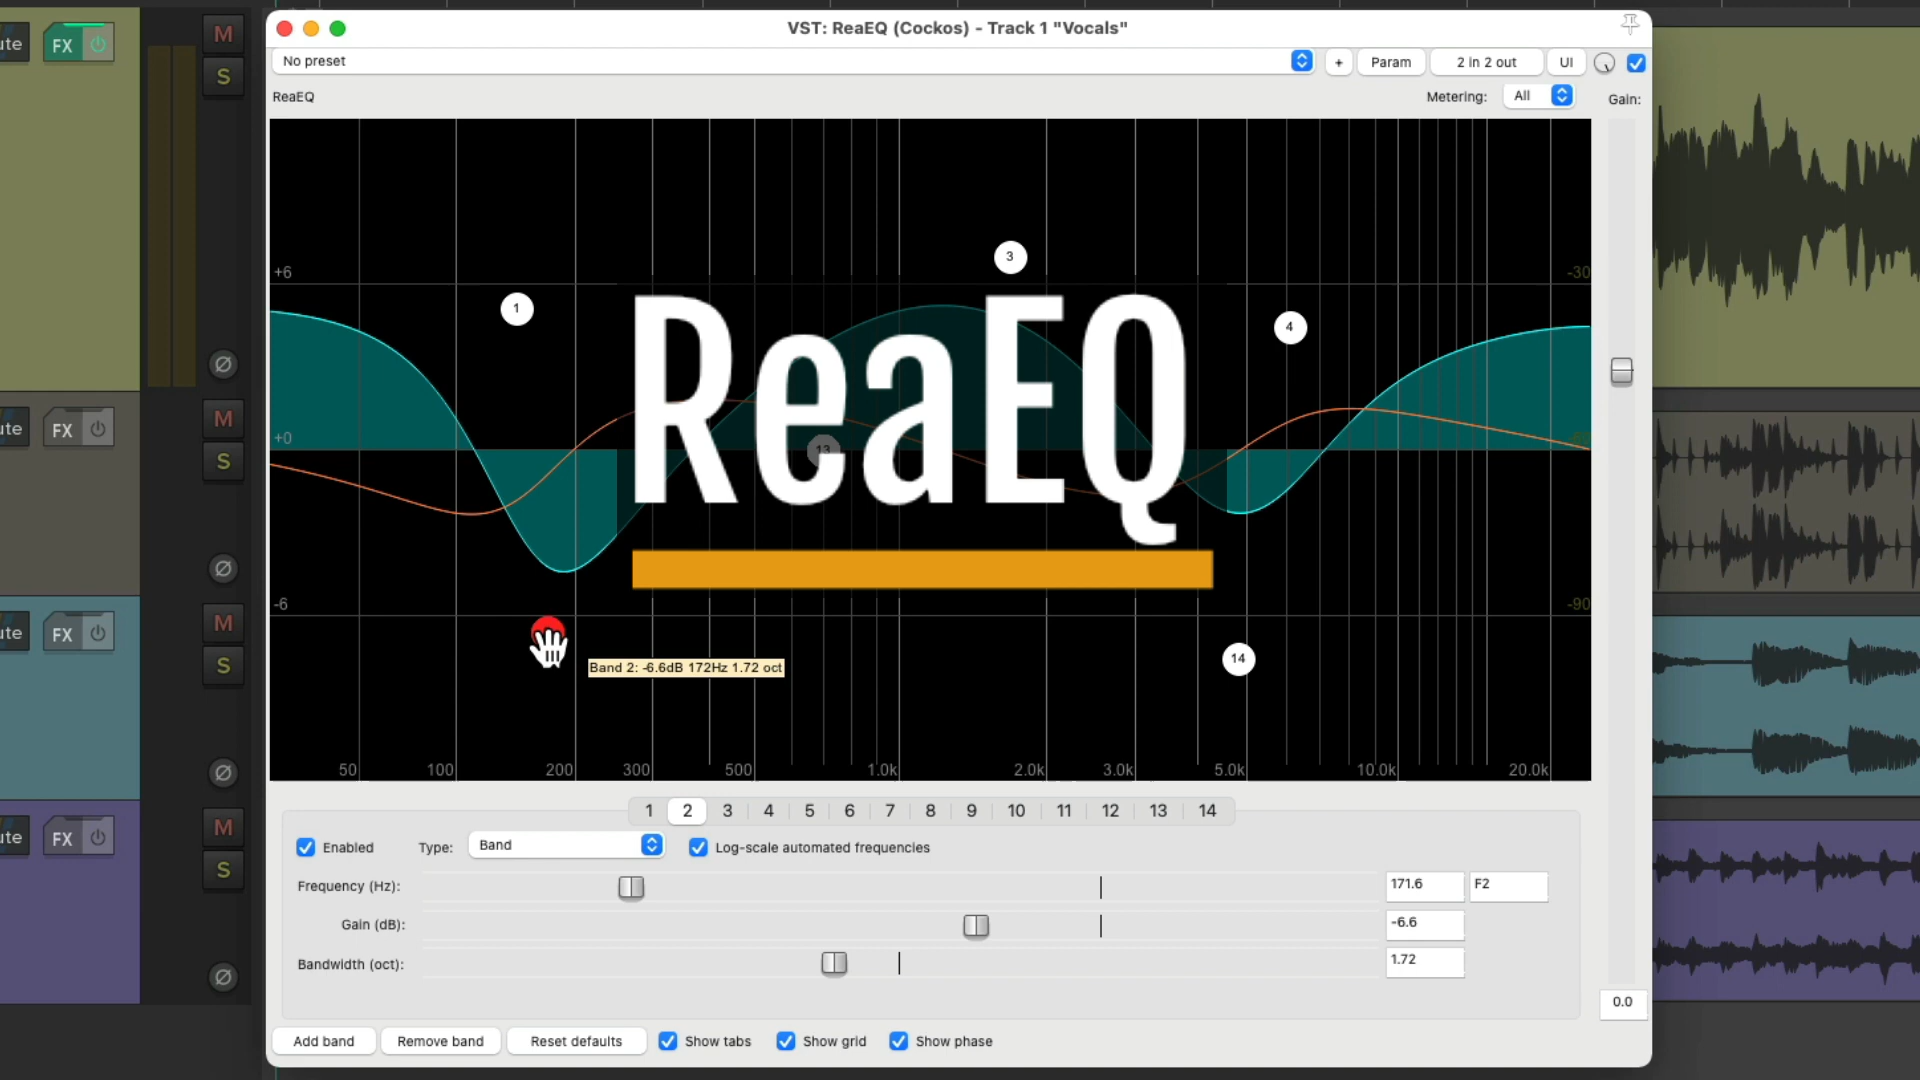 VST: ReaEQ (Cockos) - Track 1 "Vocals"
No preset
+
Param
2 in 2 out
UI
ReaEQ
Metering:
All
Gain:
ute
FX
M
S
ute
FX
M
S
ute
FX
M
S
ute
FX
M
S
+6
+0
-6
-30
-90
1
3
4
13
14
ReaEQ
Band 2: -6.6dB 172Hz 1.72 oct
50 100 200 300 500 1.0k 2.0k 3.0k 5.0k 10.0k 20.0k
1 2 3 4 5 6 7 8 9 10 11 12 13 14
Enabled
Type:
Band
Log-scale automated frequencies
Frequency (Hz):
171.6
F2
Gain (dB):
-6.6
Bandwidth (oct):
1.72
0.0
Add band
Remove band
Reset defaults
Show tabs
Show grid
Show phase